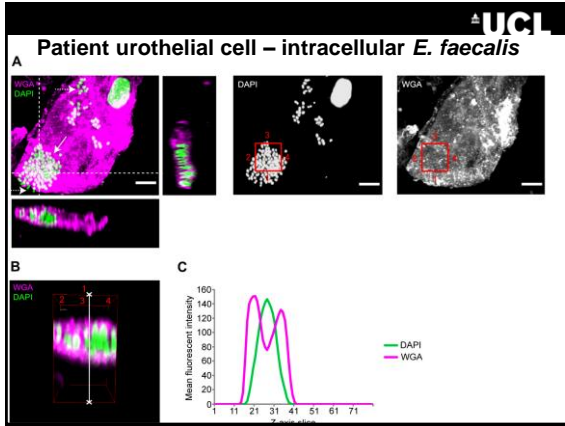 UCL
Patient urothelial cell – intracellular E. faecalis
A
WGA
DAPI
DAPI
3
2
4
1
WGA
3
2
4
1
B
WGA
DAPI
1
2 3 4
C
Mean fluorescent intensity
160
140
120
100
80
60
40
20
0
1 11 21 31 41 51 61 71
Z-axis slice
DAPI
WGA